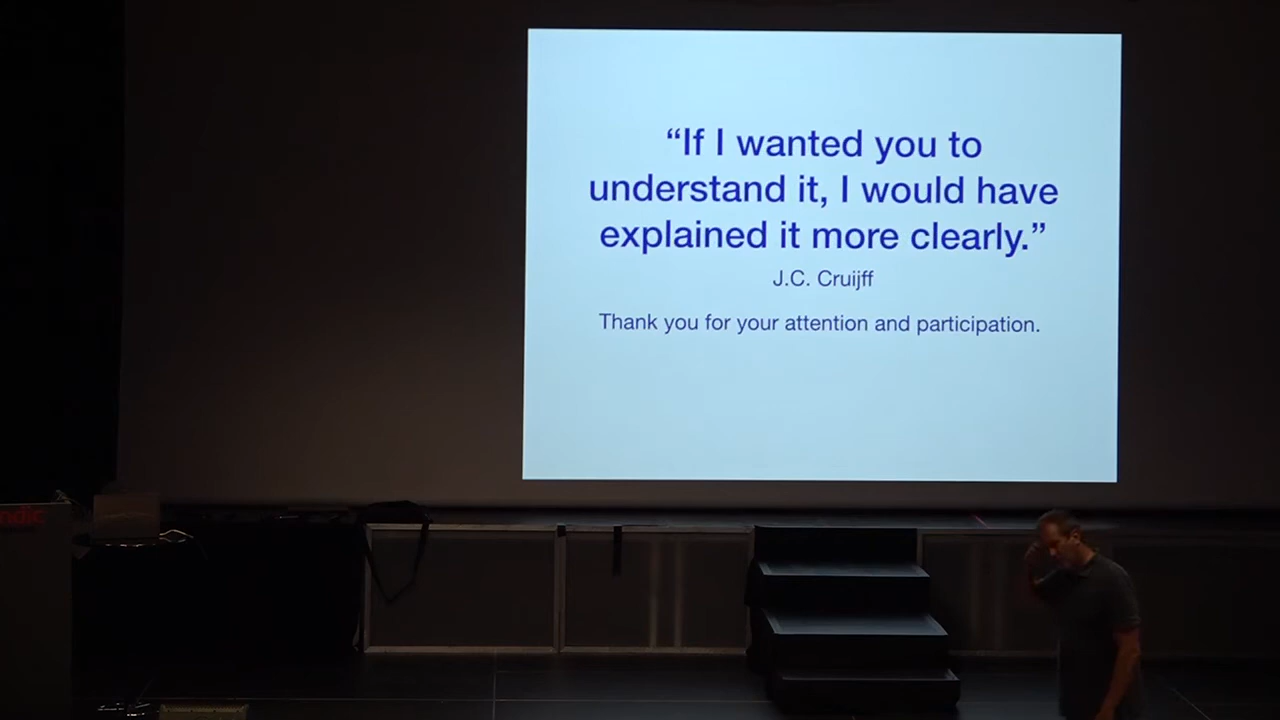 “If I wanted you to
understand it, I would have
explained it more clearly.”
J.C. Cruijff
Thank you for your attention and participation.